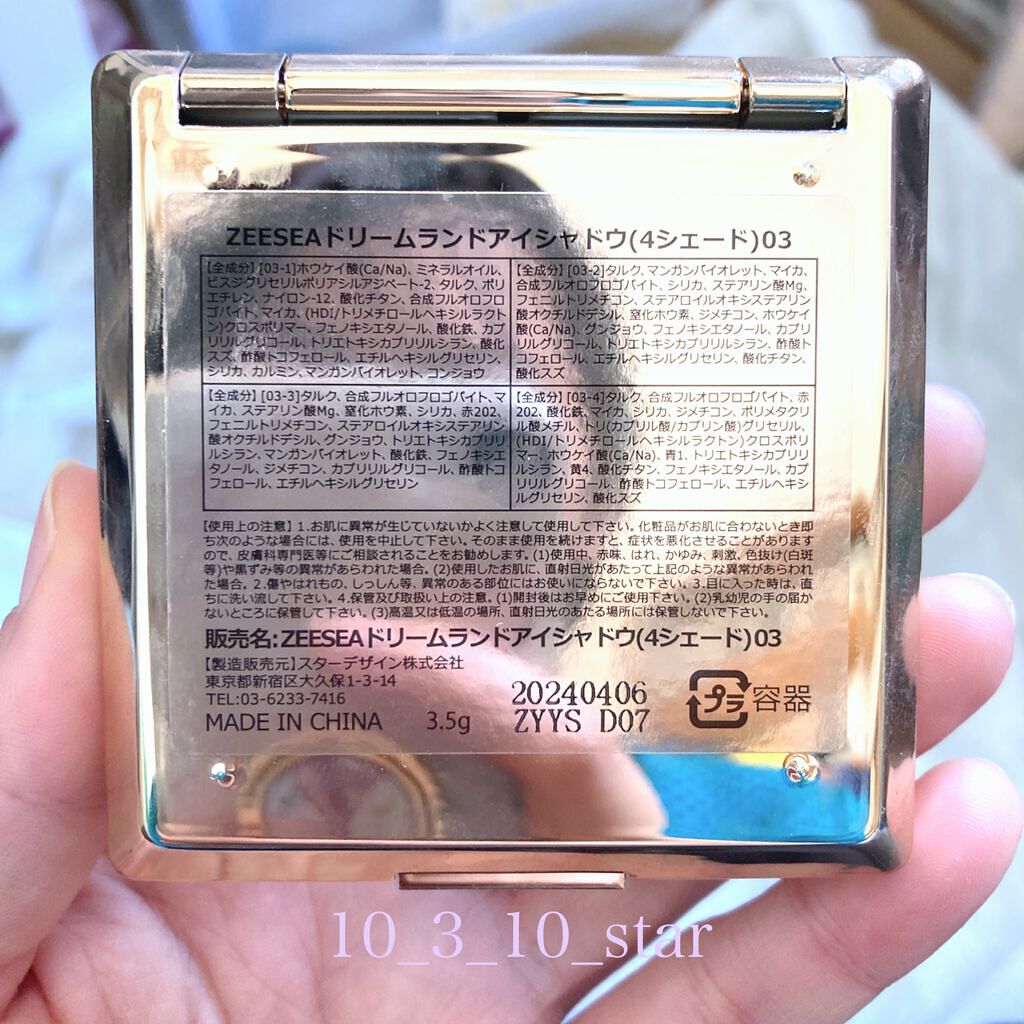 ZEESEAドリームランドアイシャドウ(4シェード)03
【全成分】[03-1]ホウケイ酸(Ca/Na)、ミネラルオイル、
ビスジグリセリルポリアシルアジペート-2、タルク、ポリ
エチレン、ナイロン-12、酸化チタン、合成フルオロフロ
ゴパイト、マイカ、(HDI/トリメチロールヘキシルラクト
ン)クロスポリマー、フェノキシエタノール、酸化鉄、カプ
リリルグリコール、トリエトキシカプリリルシラン、酸化
スズ、酢酸トコフェロール、エチルヘキシルグリセリン、
シリカ、カルミン、マンガンバイオレット、コンジョウ
【全成分】[03-2]タルク、マンガンバイオレット、マイカ、
合成フルオロフロゴパイト、シリカ、ステアリン酸Mg、
フェニルトリメチコン、ステアロイルオキシステアリン
酸オクチルドデシル、窒化ホウ素、ジメチコン、ホウケイ
酸(Ca/Na)、グンジョウ、フェノキシエタノール、カプリ
リルグリコール、トリエトキシカプリリルシラン、酢酸ト
コフェロール、エチルヘキシルグリセリン、酸化チタン、
酸化スズ
【全成分】[03-3]タルク、合成フルオロフロゴパイト、マ
イカ、ステアリン酸Mg、窒化ホウ素、シリカ、赤202、
フェニルトリメチコン、ステアロイルオキシステアリン
酸オクチルドデシル、グンジョウ、トリエトキシカプリリ
ルシラン、マンガンバイオレット、酸化鉄、フェノキシエ
タノール、ジメチコン、カプリリルグリコール、酢酸トコ
フェロール、エチルヘキシルグリセリン
【全成分】[03-4]タルク、合成フルオロフロゴパイト、赤
202、酸化鉄、マイカ、シリカ、ジメチコン、ポリメタクリ
ル酸メチル、トリ(カプリル酸/カプリン酸)グリセリル、
(HDI/トリメチロールヘキシルラクトン)クロスポリ
マー、ホウケイ酸(Ca/Na)、青1、トリエトキシカプリリ
ルシラン、黄4、酸化チタン、フェノキシエタノール、カプ
リリルグリコール、酢酸トコフェロール、エチルヘキシ
ルグリセリン、酸化スズ
【使用上の注意】1.お肌に異常が生じていないかよく注意して使用して下さい。化粧品がお肌に合わないとき即
ち次のような場合には、使用を中止して下さい。そのまま使用を続けますと、症状を悪化させることがあります
ので、皮膚科専門医等にご相談されることをお勧めします。(1)使用中、赤味、はれ、かゆみ、刺激、色抜け(白斑
等)や黒ずみ等の異常があらわれた場合。(2)使用したお肌に、直射日光があたって上記のような異常があらわれ
た場合。2.傷やはれもの、しっしん等、異常のある部位にはお使いにならないで下さい。3.目に入った時は、直
ちに洗い流して下さい。4.保管及び取扱い上の注意。(1)開封後はお早めにご使用下さい。(2)乳幼児の手の届か
ないところに保管して下さい。(3)高温又は低温の場所、直射日光のあたる場所には保管しないで下さい。
販売名:ZEESEAドリームランドアイシャドウ(4シェード)03
【製造販売元】スターデザイン株式会社
東京都新宿区大久保1-3-14
TEL:03-6233-7416
MADE IN CHINA 3.5g
20240406
ZYYS D07
プラ 容器
10_3_10_star